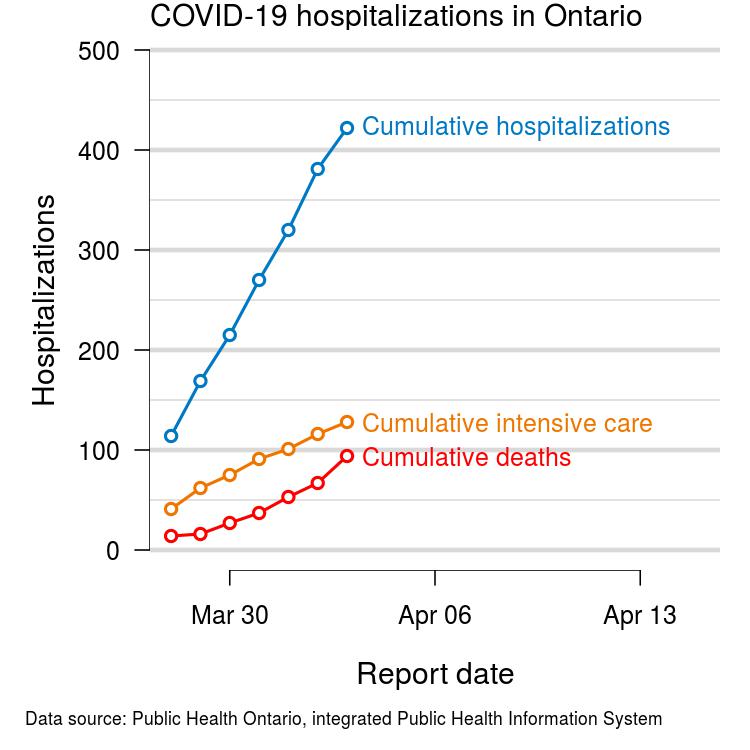 COVID-19 hospitalizations in Ontario
500
400
300
200
100
0
Hospitalizations
Cumulative hospitalizations
Cumulative intensive care
Cumulative deaths
Mar 30 Apr 06 Apr 13
Report date
Data source: Public Health Ontario, integrated Public Health Information System